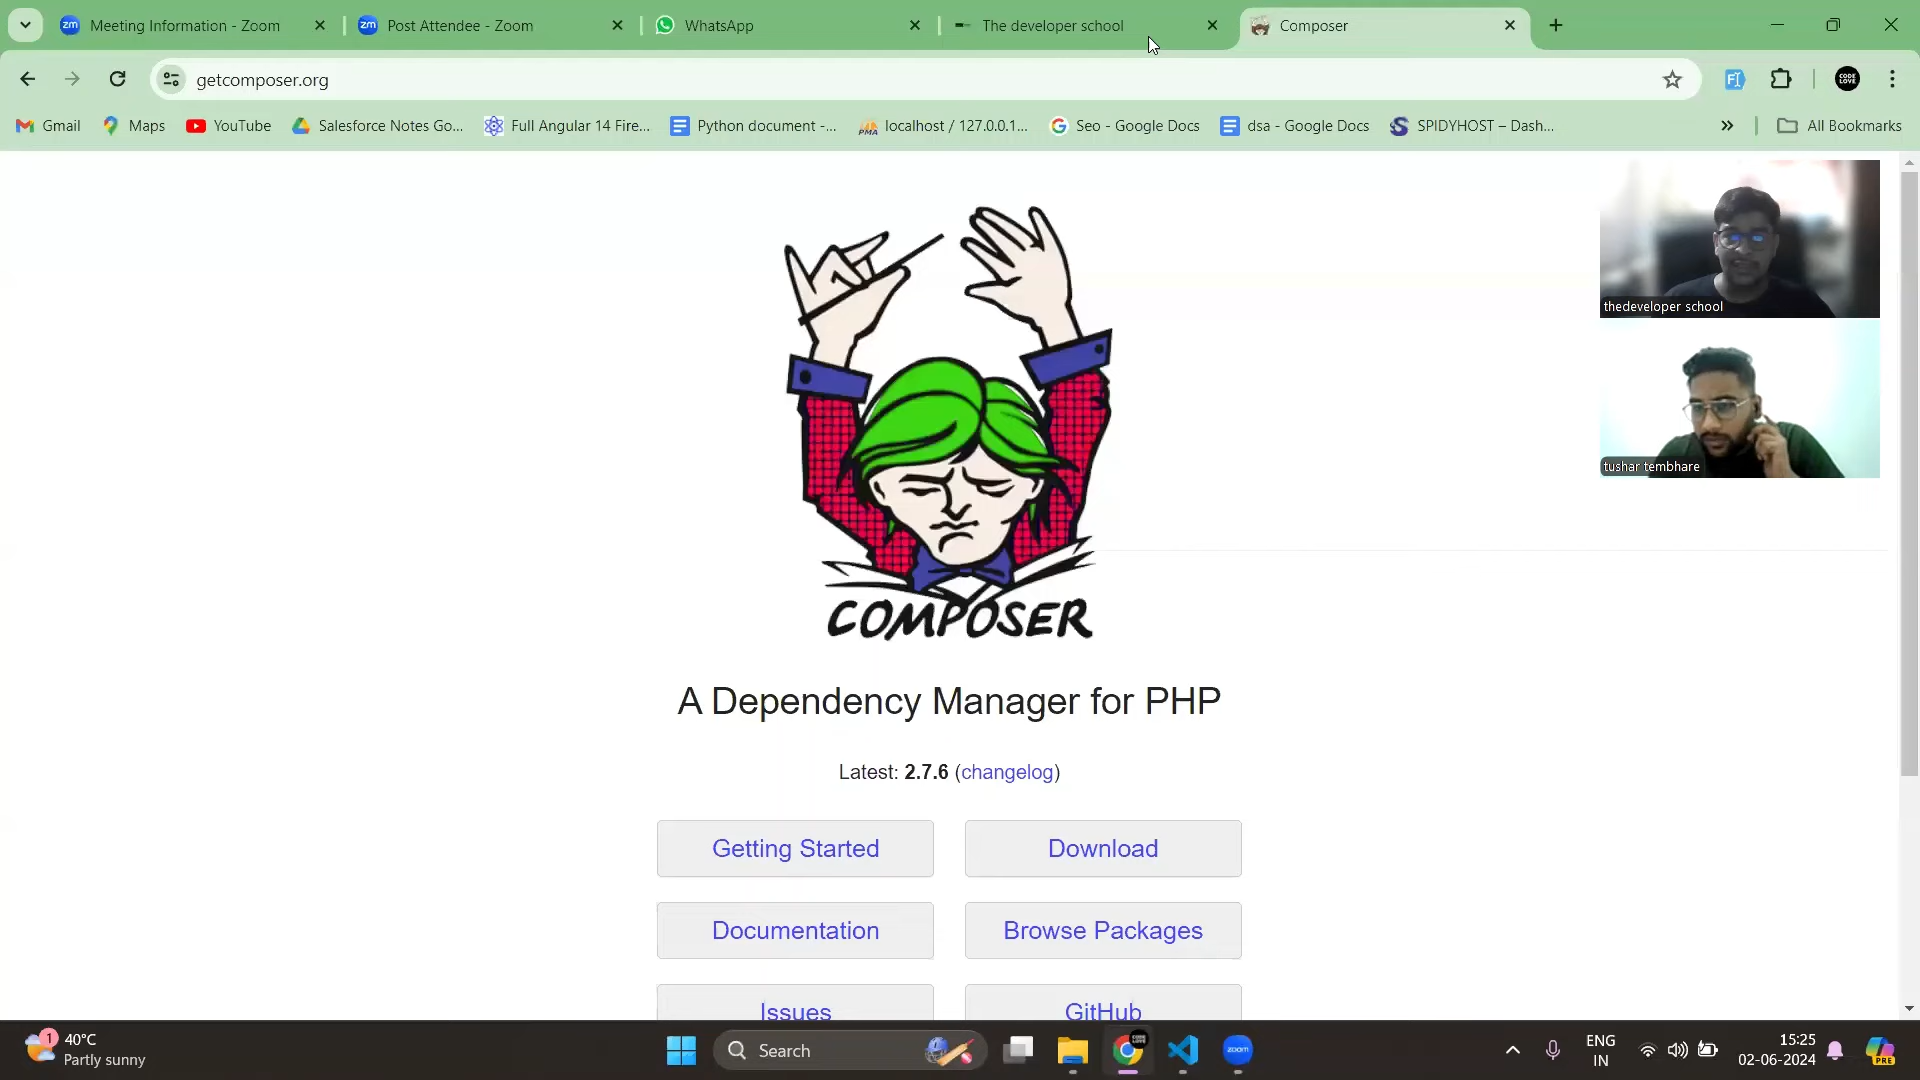 Meeting Information - Zoom
Post Attendee - Zoom
WhatsApp
The developer school
Composer
getcomposer.org
Gmail
Maps
YouTube
Salesforce Notes Go...
Full Angular 14 Fire...
Python document -...
localhost / 127.0.0.1...
Seo - Google Docs
dsa - Google Docs
SPIDYHOST – Dash...
All Bookmarks
thedeveloper school
tushar tembhare
COMPOSER
A Dependency Manager for PHP
Latest: 2.7.6 (changelog)
Getting Started
Download
Documentation
Browse Packages
Issues
GitHub
1
40°C
Partly sunny
Search
zoom
ENG
IN
15:25
02-06-2024
PRE